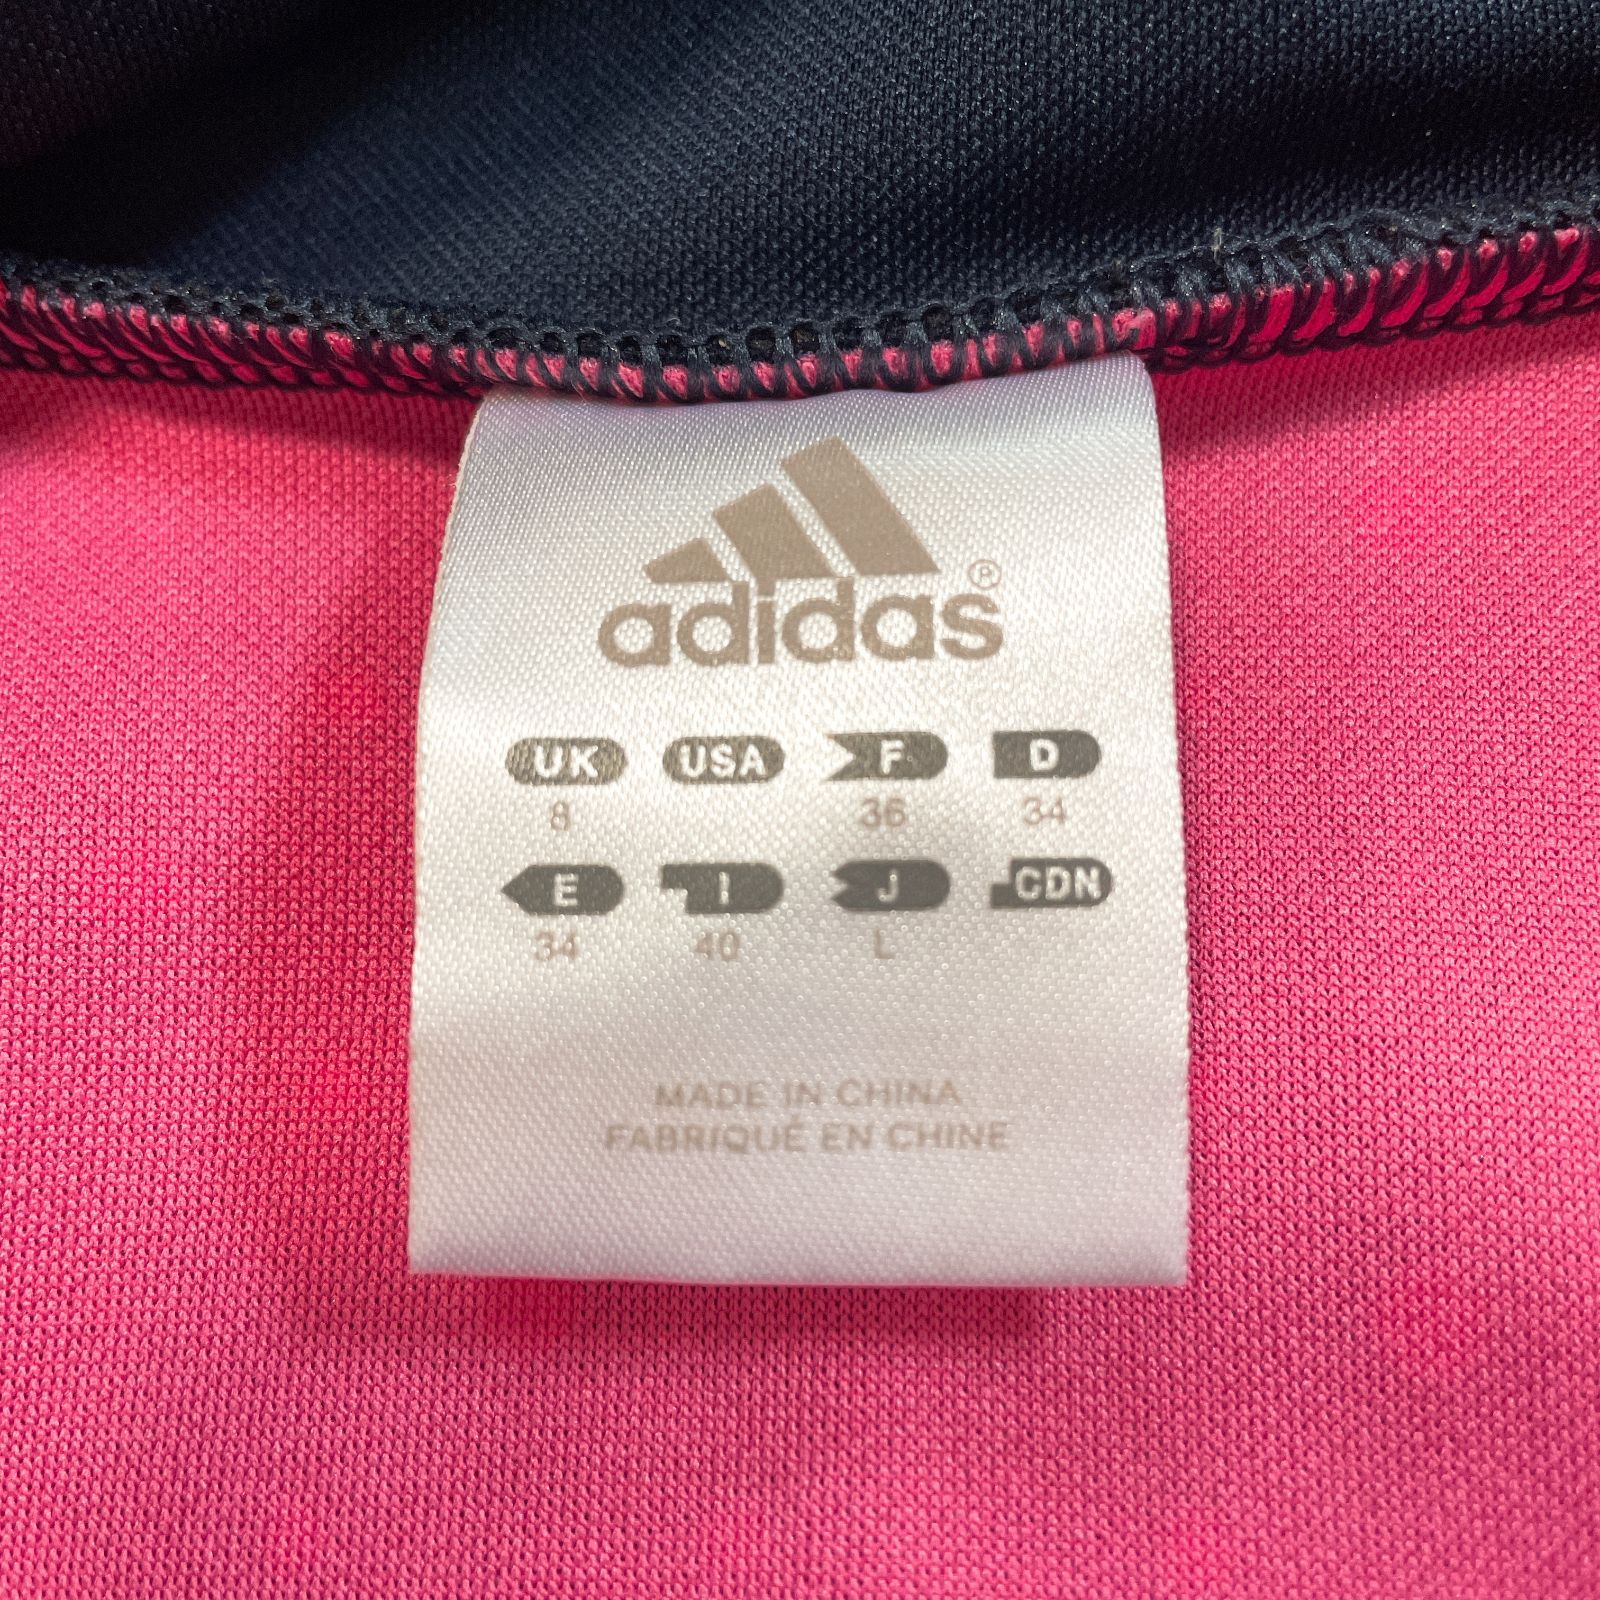 adidas®
UK USA F D
8 36 34
E I J CDN
34 40 L
MADE IN CHINA
FABRIQUÉ EN CHINE